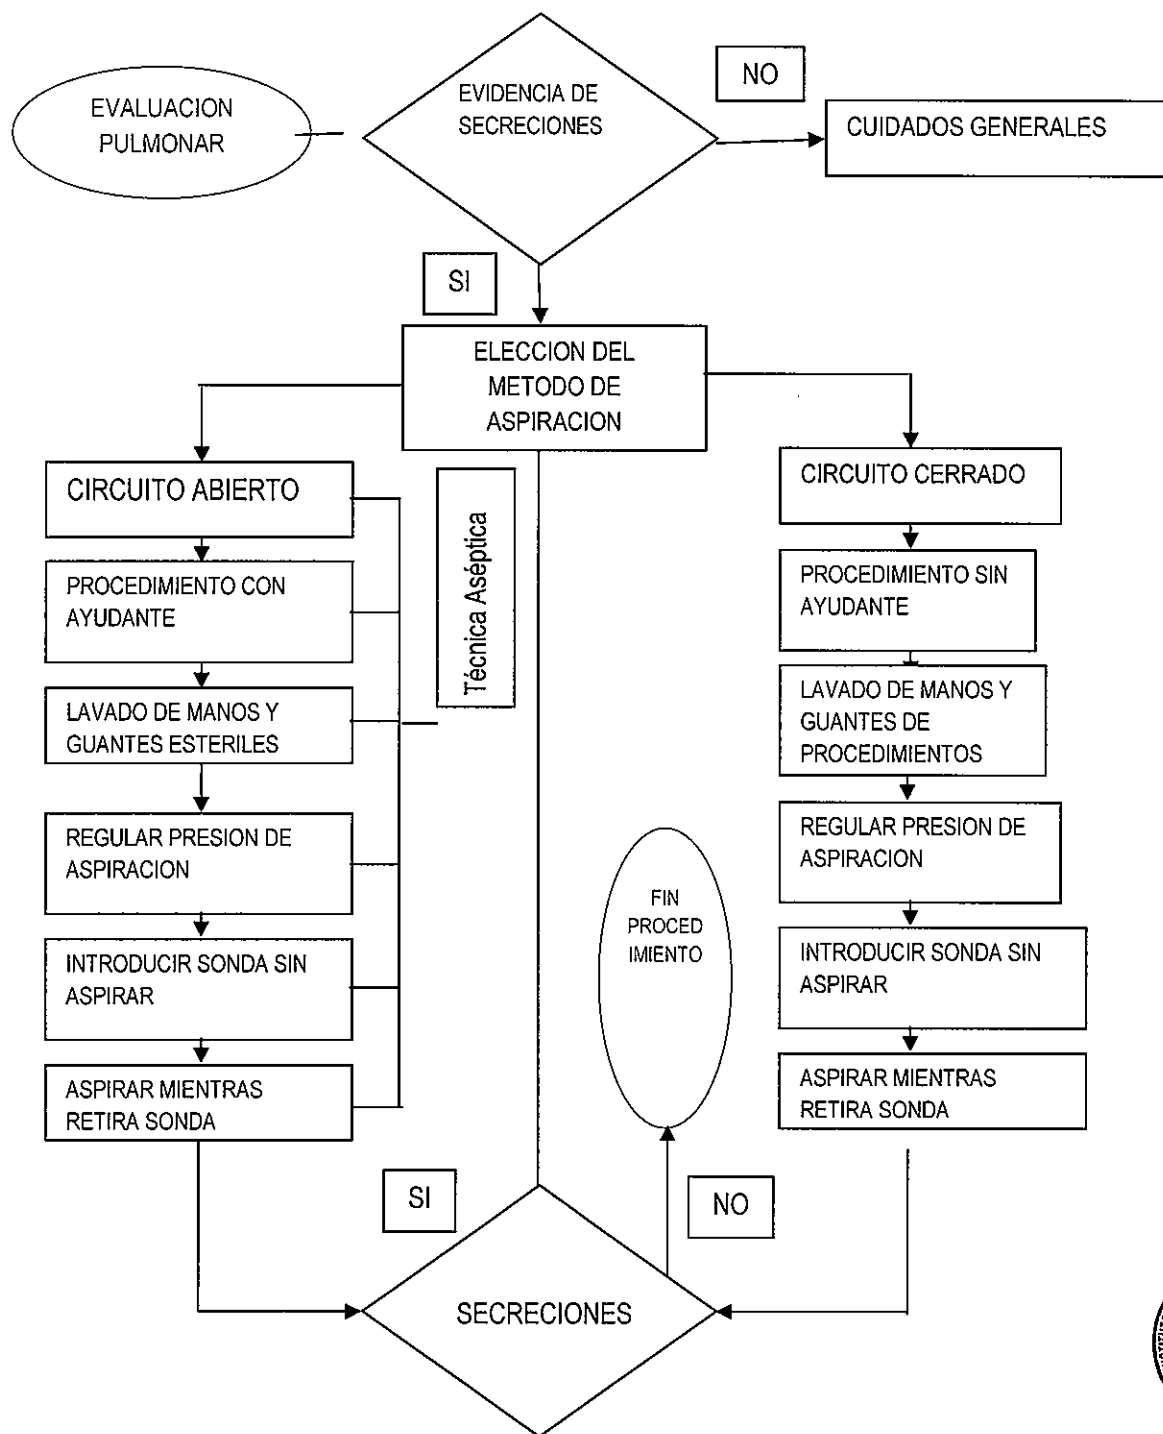 EVALUACION
PULMONAR
EVIDENCIA DE
SECRECIONES
NO
CUIDADOS GENERALES
SI
ELECCION DEL
METODO DE
ASPIRACION
CIRCUITO ABIERTO
PROCEDIMIENTO CON
AYUDANTE
LAVADO DE MANOS Y
GUANTES ESTERILES
REGULAR PRESION DE
ASPIRACION
INTRODUCIR SONDA SIN
ASPIRAR
ASPIRAR MIENTRAS
RETIRA SONDA
Técnica Aséptica
CIRCUITO CERRADO
PROCEDIMIENTO SIN
AYUDANTE
LAVADO DE MANOS Y
GUANTES DE
PROCEDIMIENTOS
REGULAR PRESION DE
ASPIRACION
INTRODUCIR SONDA SIN
ASPIRAR
ASPIRAR MIENTRAS
RETIRA SONDA
FIN
PROCED
IMIENTO
SI
NO
SECRECIONES